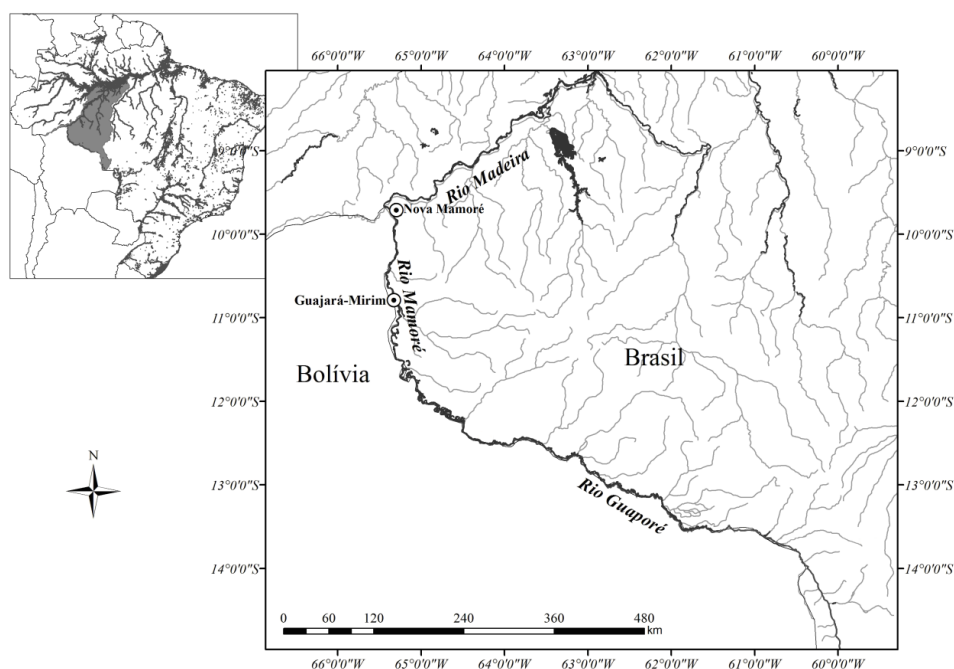 66°0'0"W 65°0'0"W 64°0'0"W 63°0'0"W 62°0'0"W 61°0'0"W 60°0'0"W
9°0'0"S 9°0'0"S
Rio Madeira
Nova Mamoré
10°0'0"S 10°0'0"S
Rio Mamoré
Guajará-Mirim
11°0'0"S 11°0'0"S
Brasil
Bolívia
12°0'0"S 12°0'0"S
N
13°0'0"S 13°0'0"S
Rio Guaporé
14°0'0"S 14°0'0"S
0 60 120 240 360 480
km
66°0'0"W 65°0'0"W 64°0'0"W 63°0'0"W 62°0'0"W 61°0'0"W 60°0'0"W